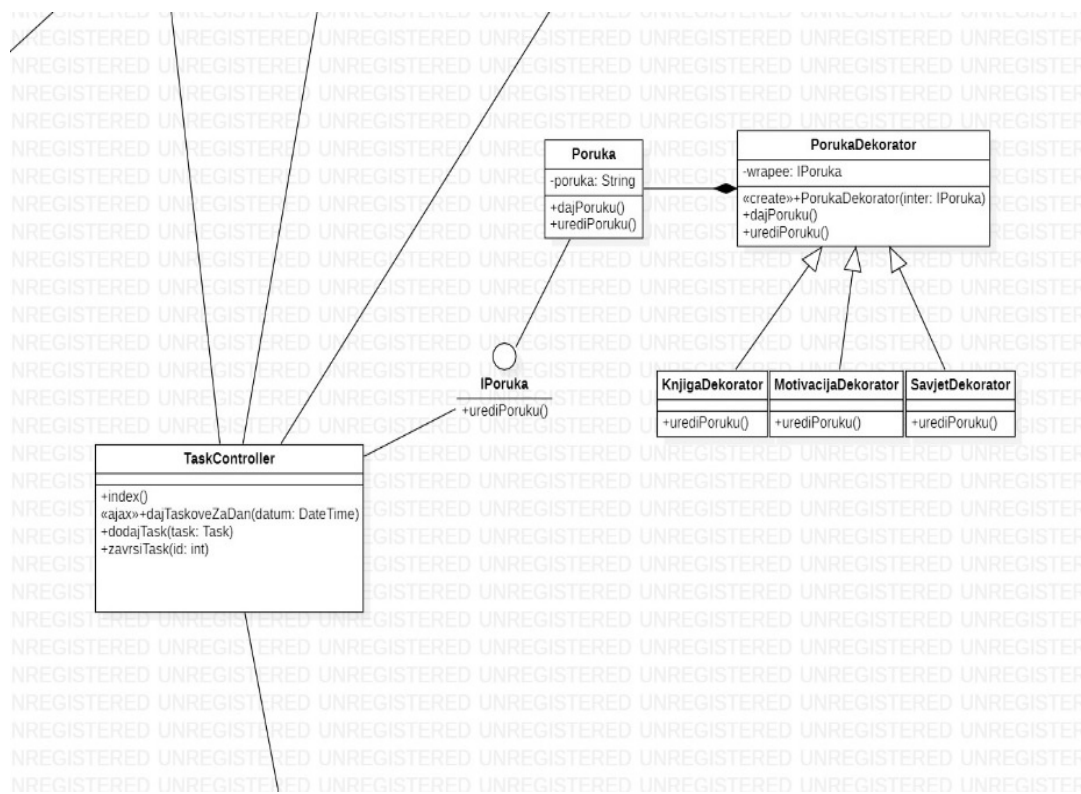 Poruka
-poruka: String
+dajPoruku()
+urediPoruku()
PorukaDekorator
-wrapee: IPoruka
«create»+PorukaDekorator(inter: IPoruka)
+dajPoruku()
+urediPoruku()
IPoruka
+urediPoruku()
KnjigaDekorator
+urediPoruku()
MotivacijaDekorator
+urediPoruku()
SavjetDekorator
+urediPoruku()
TaskController
+index()
«ajax»+dajTaskoveZaDan(datum: DateTime)
+dodajTask(task: Task)
+zavrsiTask(id: int)
UNREGISTERED